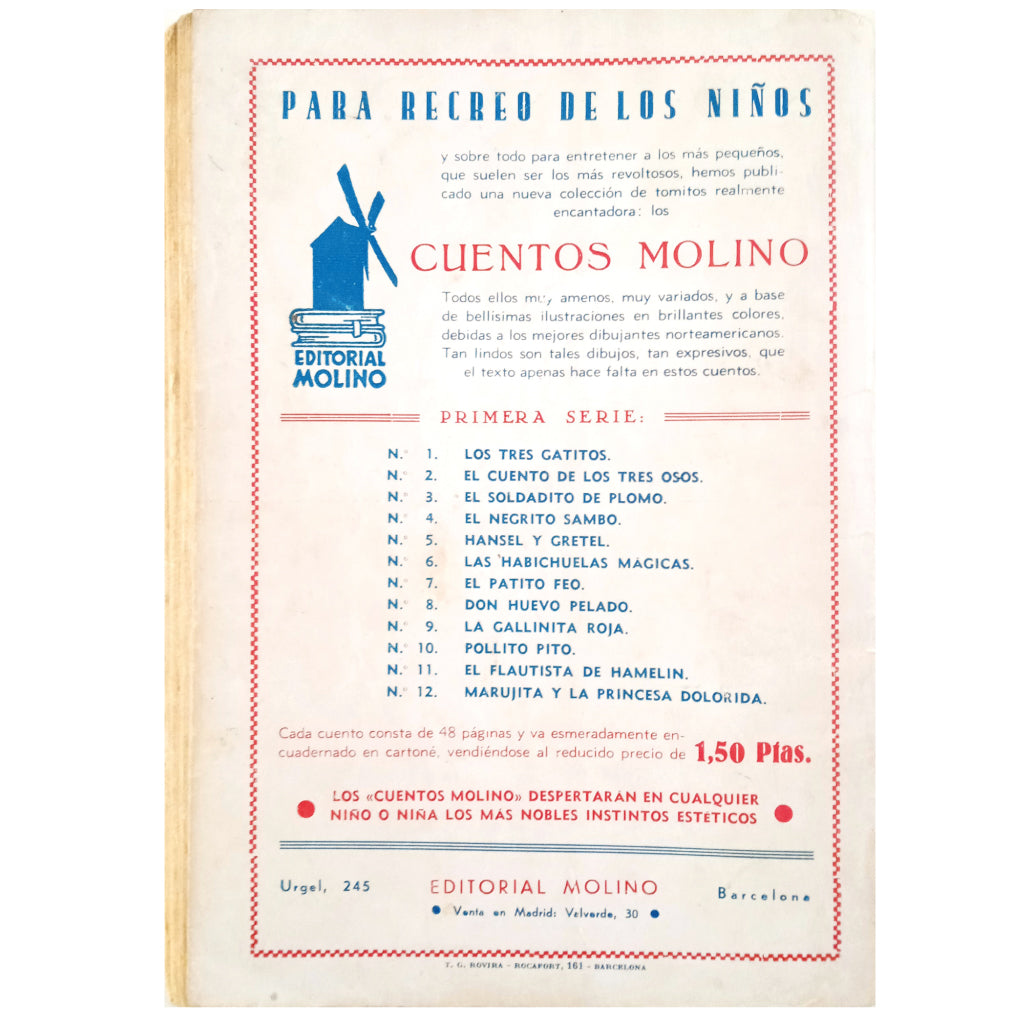 PARA RECREO DE LOS NIÑOS
y sobre todo para entretener a los más pequeños,
que suelen ser los más revoltosos, hemos publi-
cado una nueva colección de tomitos realmente
encantadora: los
CUENTOS MOLINO
Todos ellos muy amenos, muy variados, y a base
de bellísimas ilustraciones en brillantes colores,
debidas a los mejores dibujantes norteamericanos.
Tan lindos son tales dibujos, tan expresivos, que
el texto apenas hace falta en estos cuentos.
EDITORIAL
MOLINO
PRIMERA SERIE:
N.° 1. LOS TRES GATITOS.
N.° 2. EL CUENTO DE LOS TRES OSOS.
N.° 3. EL SOLDADITO DE PLOMO.
N.° 4. EL NEGRITO SAMBO.
N.° 5. HANSEL Y GRETEL.
N.° 6. LAS HABICHUELAS MÁGICAS.
N.° 7. EL PATITO FEO.
N.° 8. DON HUEVO PELADO.
N.° 9. LA GALLINITA ROJA.
N.° 10. POLLITO PITO.
N.° 11. EL FLAUTISTA DE HAMELIN.
N.° 12. MARUJITA Y LA PRINCESA DOLORIDA.
Cada cuento consta de 48 páginas y va esmeradamente en-
cuadernado en cartoné, vendiéndose al reducido precio de 1,50 Ptas.
LOS «CUENTOS MOLINO» DESPERTARÁN EN CUALQUIER
NIÑO O NIÑA LOS MÁS NOBLES INSTINTOS ESTÉTICOS
Urgel, 245 EDITORIAL MOLINO Barcelona
● Venta en Madrid: Valverde, 30 ●
T. G. ROVIRA - ROCAFORT, 161 - BARCELONA